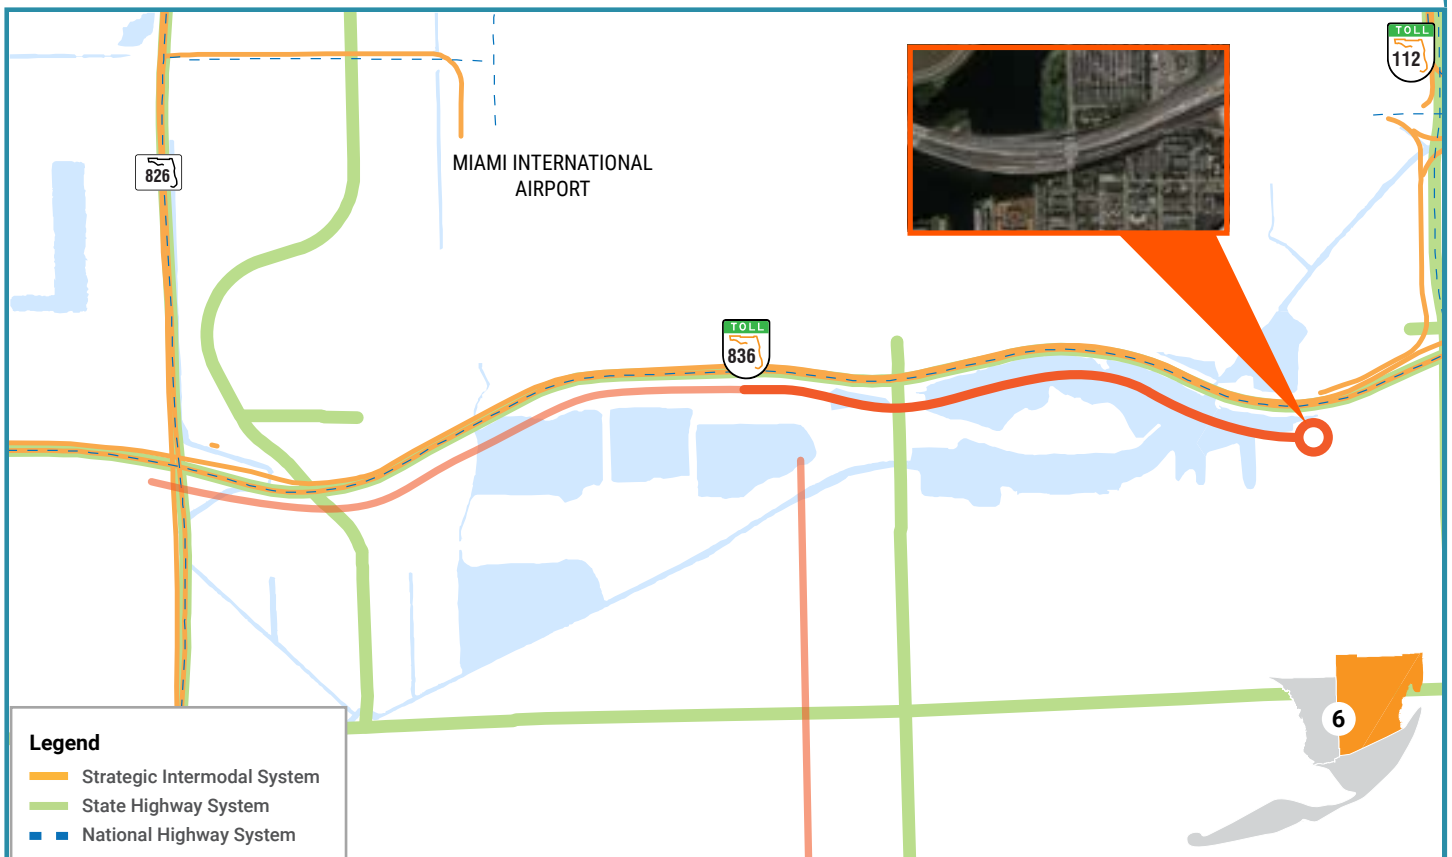 TOLL
112
826
MIAMI INTERNATIONAL
AIRPORT
TOLL
836
6
Legend
Strategic Intermodal System
State Highway System
National Highway System